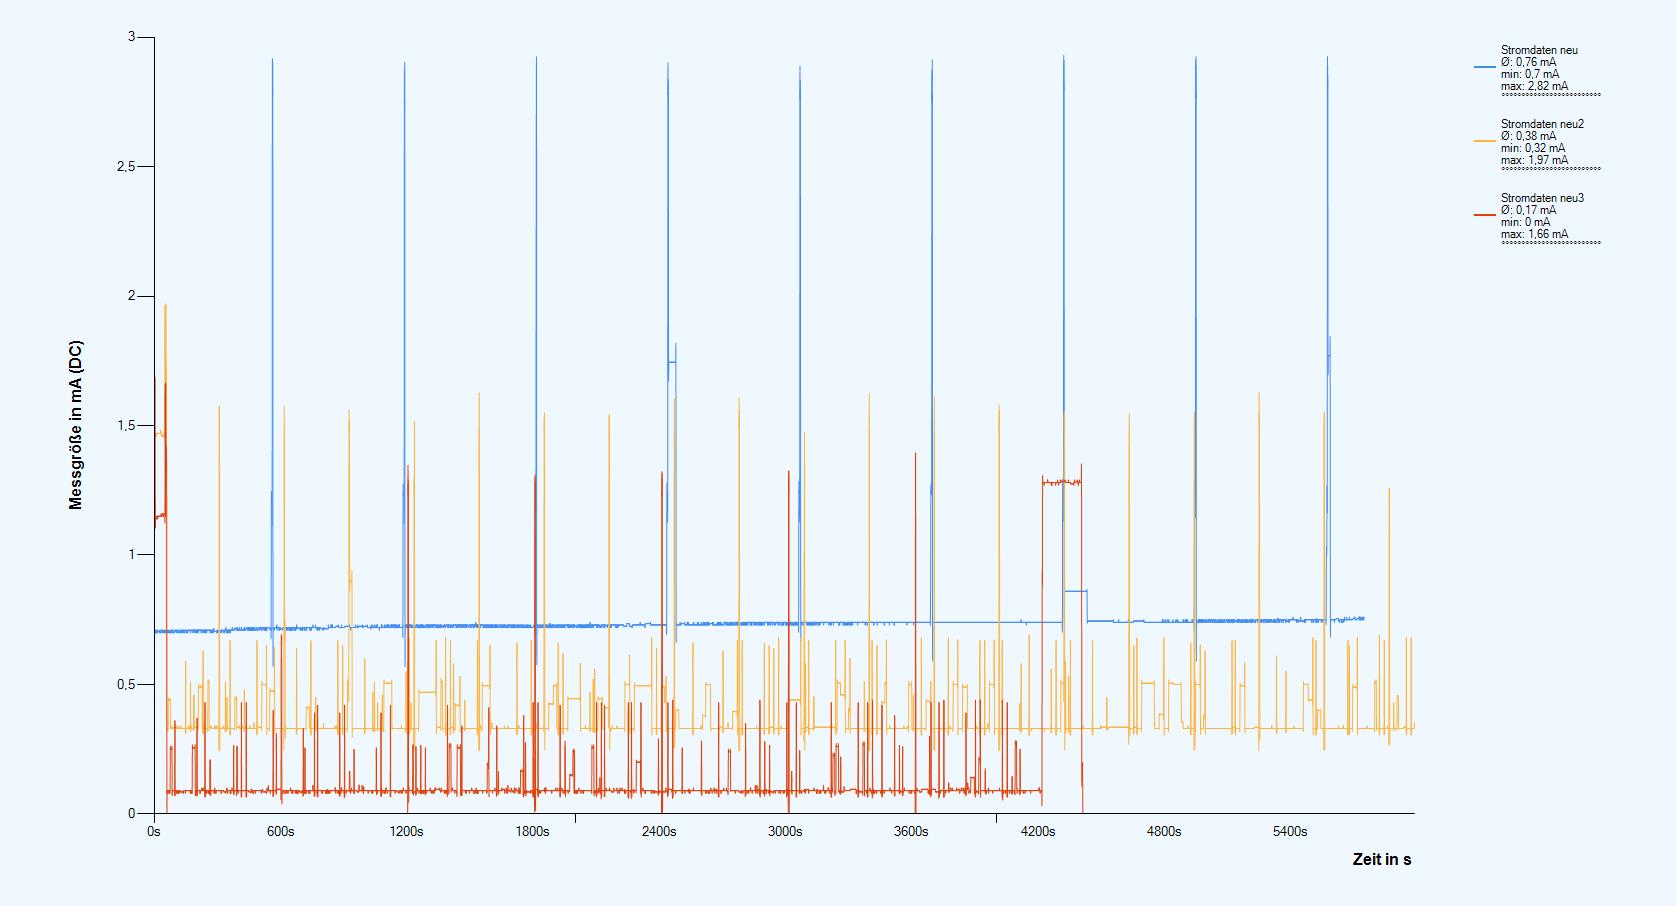 3
2,5
2
1,5
1
0,5
0
Messgröße in mA (DC)
0s
600s
1200s
1800s
2400s
3000s
3600s
4200s
4800s
5400s
Zeit in s
Stromdaten neu
Ø: 0,76 mA
min: 0,7 mA
max: 2,82 mA
Stromdaten neu2
Ø: 0,38 mA
min: 0,32 mA
max: 1,97 mA
Stromdaten neu3
Ø: 0,17 mA
min: 0 mA
max: 1,66 mA